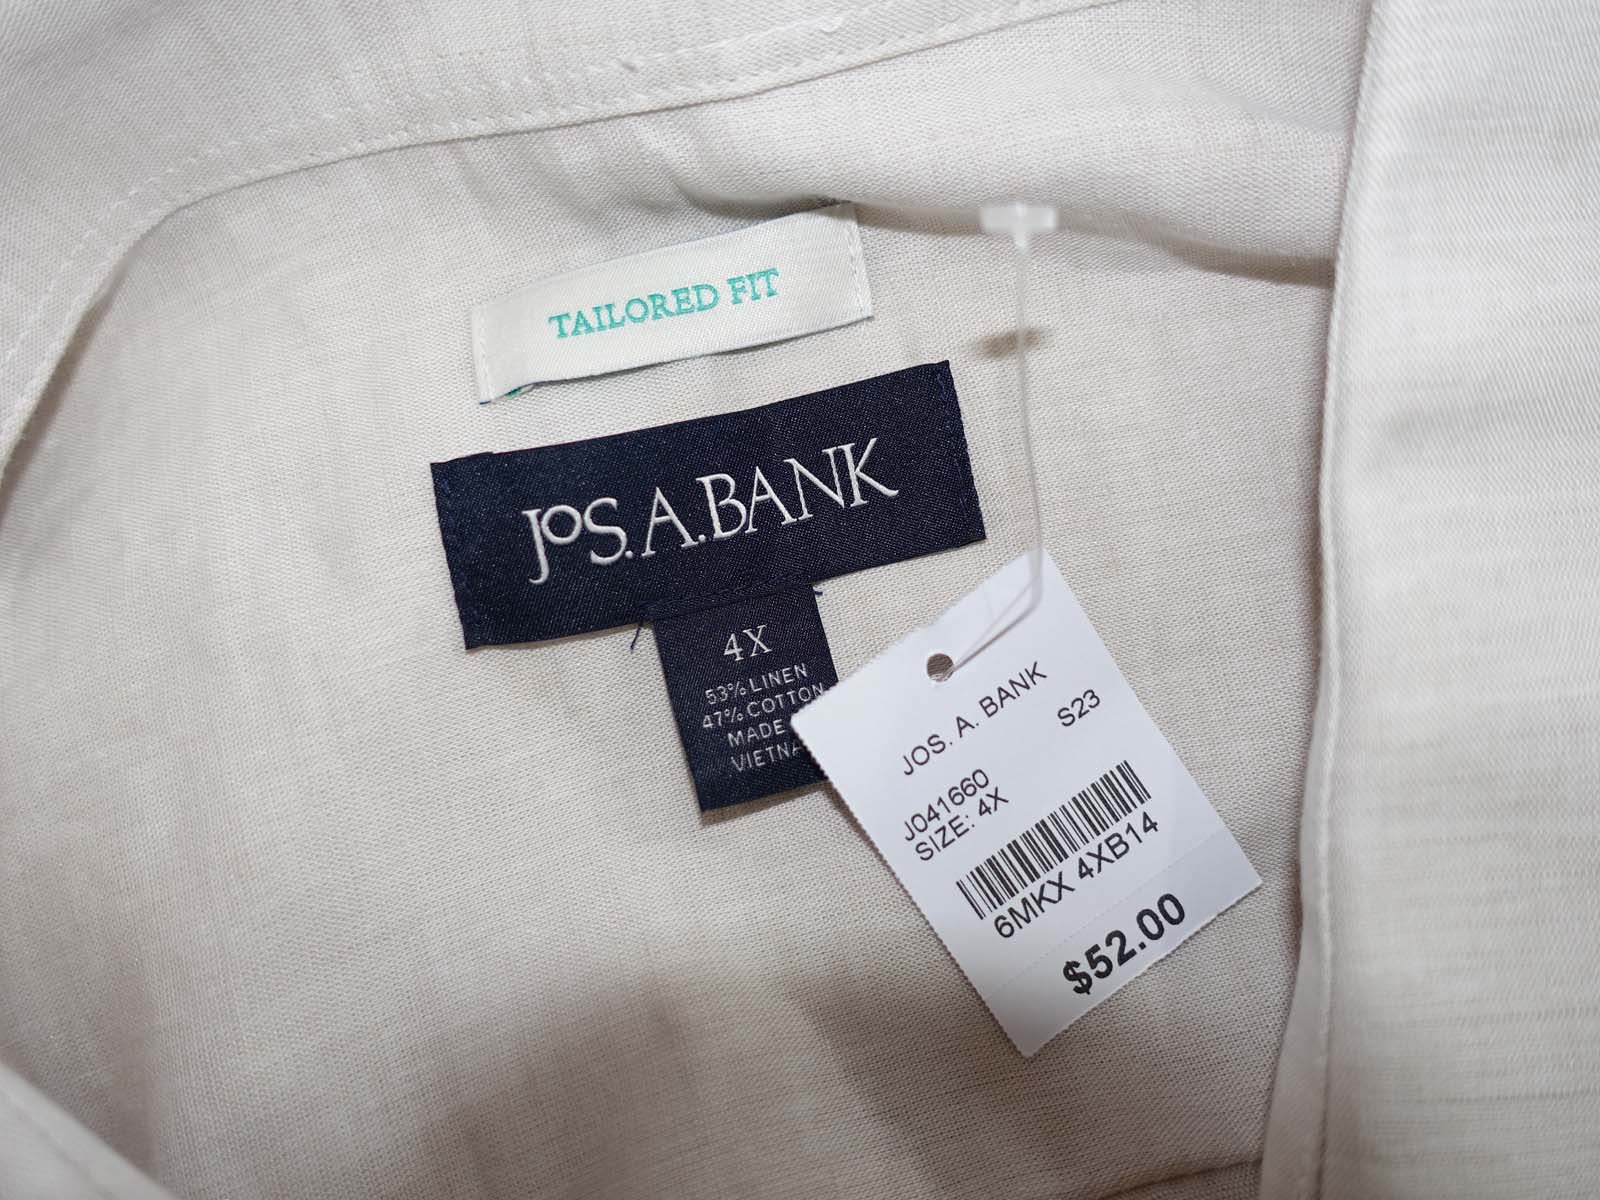 TAILORED FIT
JOS. A. BANK
4X
53% LINEN
47% COTTON
MADE
JOS. A. BANK
S23
J041660
SIZE: 4X
6MKX 4XB14
$52.00